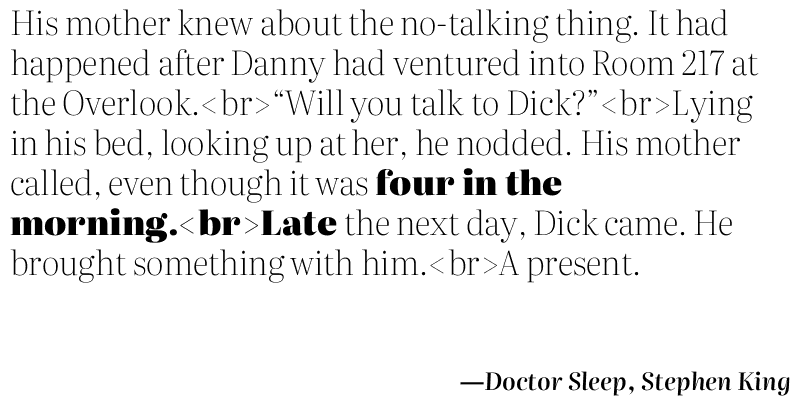 His mother knew about the no-talking thing. It had
happened after Danny had ventured into Room 217 at
the Overlook.<br>“Will you talk to Dick?”<br>Lying
in his bed, looking up at her, he nodded. His mother
called, even though it was four in the
morning.<br>Late the next day, Dick came. He
brought something with him.<br>A present.
—Doctor Sleep, Stephen King